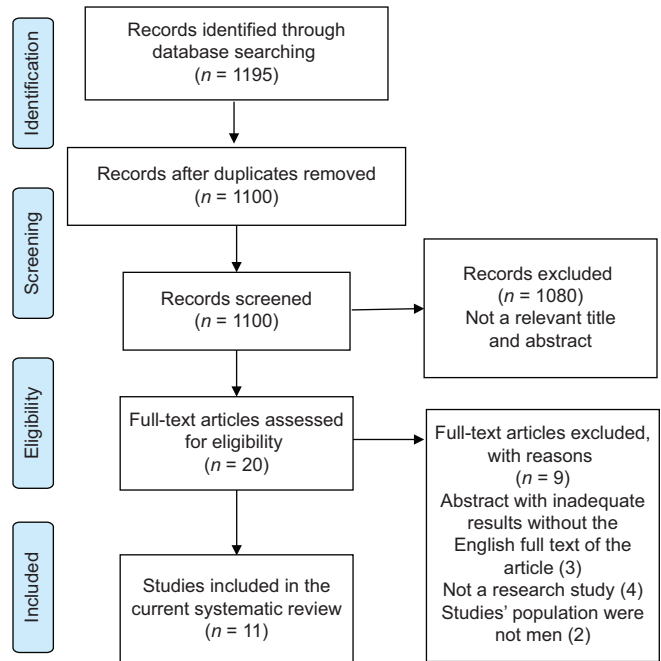 Identification
Records identified through
database searching
(n = 1195)
Records after duplicates removed
(n = 1100)
Screening
Records screened
(n = 1100)
Records excluded
(n = 1080)
Not a relevant title
and abstract
Eligibility
Full-text articles assessed
for eligibility
(n = 20)
Full-text articles excluded,
with reasons
(n = 9)
Abstract with inadequate
results without the
English full text of the
article (3)
Not a research study (4)
Studies' population were
not men (2)
Included
Studies included in the
current systematic review
(n = 11)